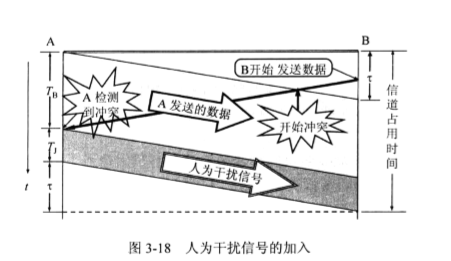 A
B
B开始 发送数据
τ
T_B
A 检测
到冲突
A 发送的数据
开始冲突
信道占用时间
T_J
人为干扰信号
t
τ
图 3-18 人为干扰信号的加入